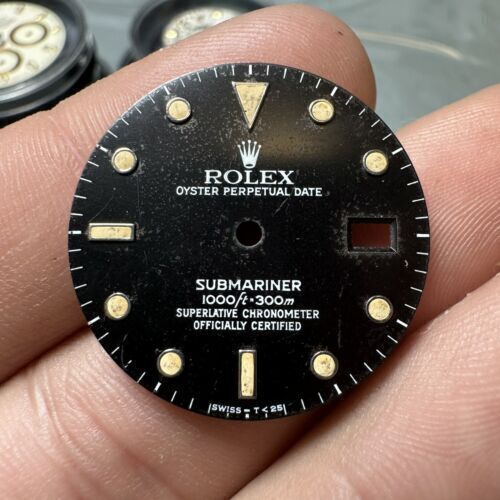 ROLEX
OYSTER PERPETUAL DATE
SUBMARINER
1000ft=300m
SUPERLATIVE CHRONOMETER
OFFICIALLY CERTIFIED
SWISS - T<25